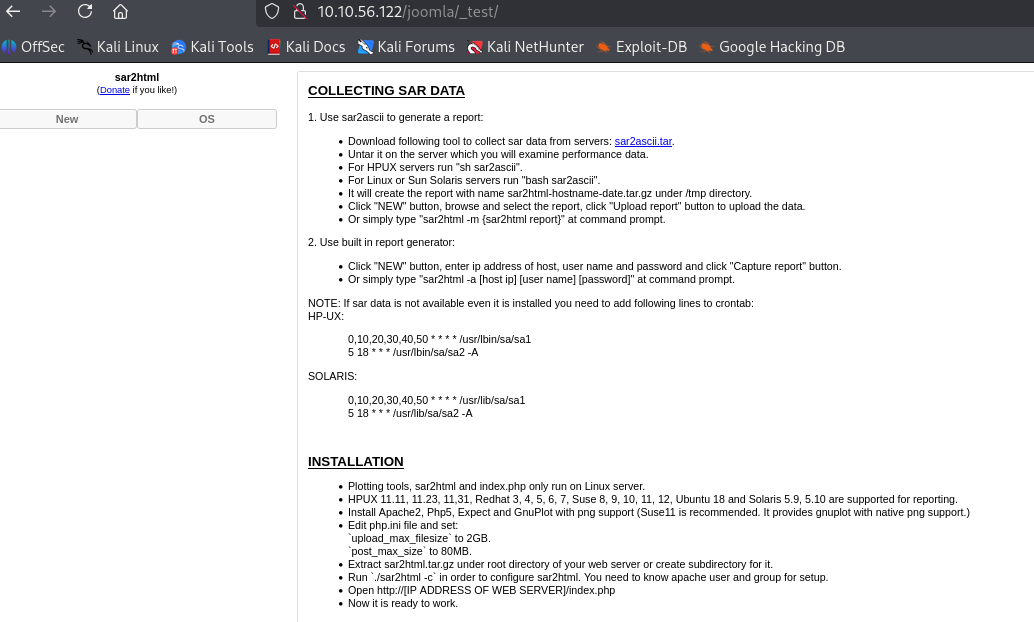 10.10.56.122/joomla/_test/
OffSec Kali Linux Kali Tools Kali Docs Kali Forums Kali NetHunter Exploit-DB Google Hacking DB
sar2html
(Donate if you like!)
New OS
COLLECTING SAR DATA
1. Use sar2ascii to generate a report:
• Download following tool to collect sar data from servers: sar2ascii.tar.
• Untar it on the server which you will examine performance data.
• For HPUX servers run "sh sar2ascii".
• For Linux or Sun Solaris servers run "bash sar2ascii".
• It will create the report with name sar2html-hostname-date.tar.gz under /tmp directory.
• Click "NEW" button, browse and select the report, click "Upload report" button to upload the data.
• Or simply type "sar2html -m {sar2html report}" at command prompt.
2. Use built in report generator:
• Click "NEW" button, enter ip address of host, user name and password and click "Capture report" button.
• Or simply type "sar2html -a [host ip] [user name] [password]" at command prompt.
NOTE: If sar data is not available even it is installed you need to add following lines to crontab:
HP-UX:
0,10,20,30,40,50 * * * * /usr/lbin/sa/sa1
5 18 * * * /usr/lbin/sa/sa2 -A
SOLARIS:
0,10,20,30,40,50 * * * * /usr/lib/sa/sa1
5 18 * * * /usr/lib/sa/sa2 -A
INSTALLATION
• Plotting tools, sar2html and index.php only run on Linux server.
• HPUX 11.11, 11.23, 11,31, Redhat 3, 4, 5, 6, 7, Suse 8, 9, 10, 11, 12, Ubuntu 18 and Solaris 5.9, 5.10 are supported for reporting.
• Install Apache2, Php5, Expect and GnuPlot with png support (Suse11 is recommended. It provides gnuplot with native png support.)
• Edit php.ini file and set:
`upload_max_filesize` to 2GB.
`post_max_size` to 80MB.
• Extract sar2html.tar.gz under root directory of your web server or create subdirectory for it.
• Run `./sar2html -c` in order to configure sar2html. You need to know apache user and group for setup.
• Open http://[IP ADDRESS OF WEB SERVER]/index.php
• Now it is ready to work.